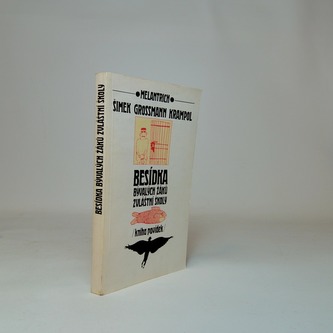 BESÍDKA BÝVALÝCH ŽÁKŮ ZVLÁŠTNÍ ŠKOLY
MELANTRICH
ŠIMEK GROSSMANN KRAMPOL
BESÍDKA
BÝVALÝCH ŽÁKŮ
ZVLÁŠTNÍ ŠKOLY
kniha povídek